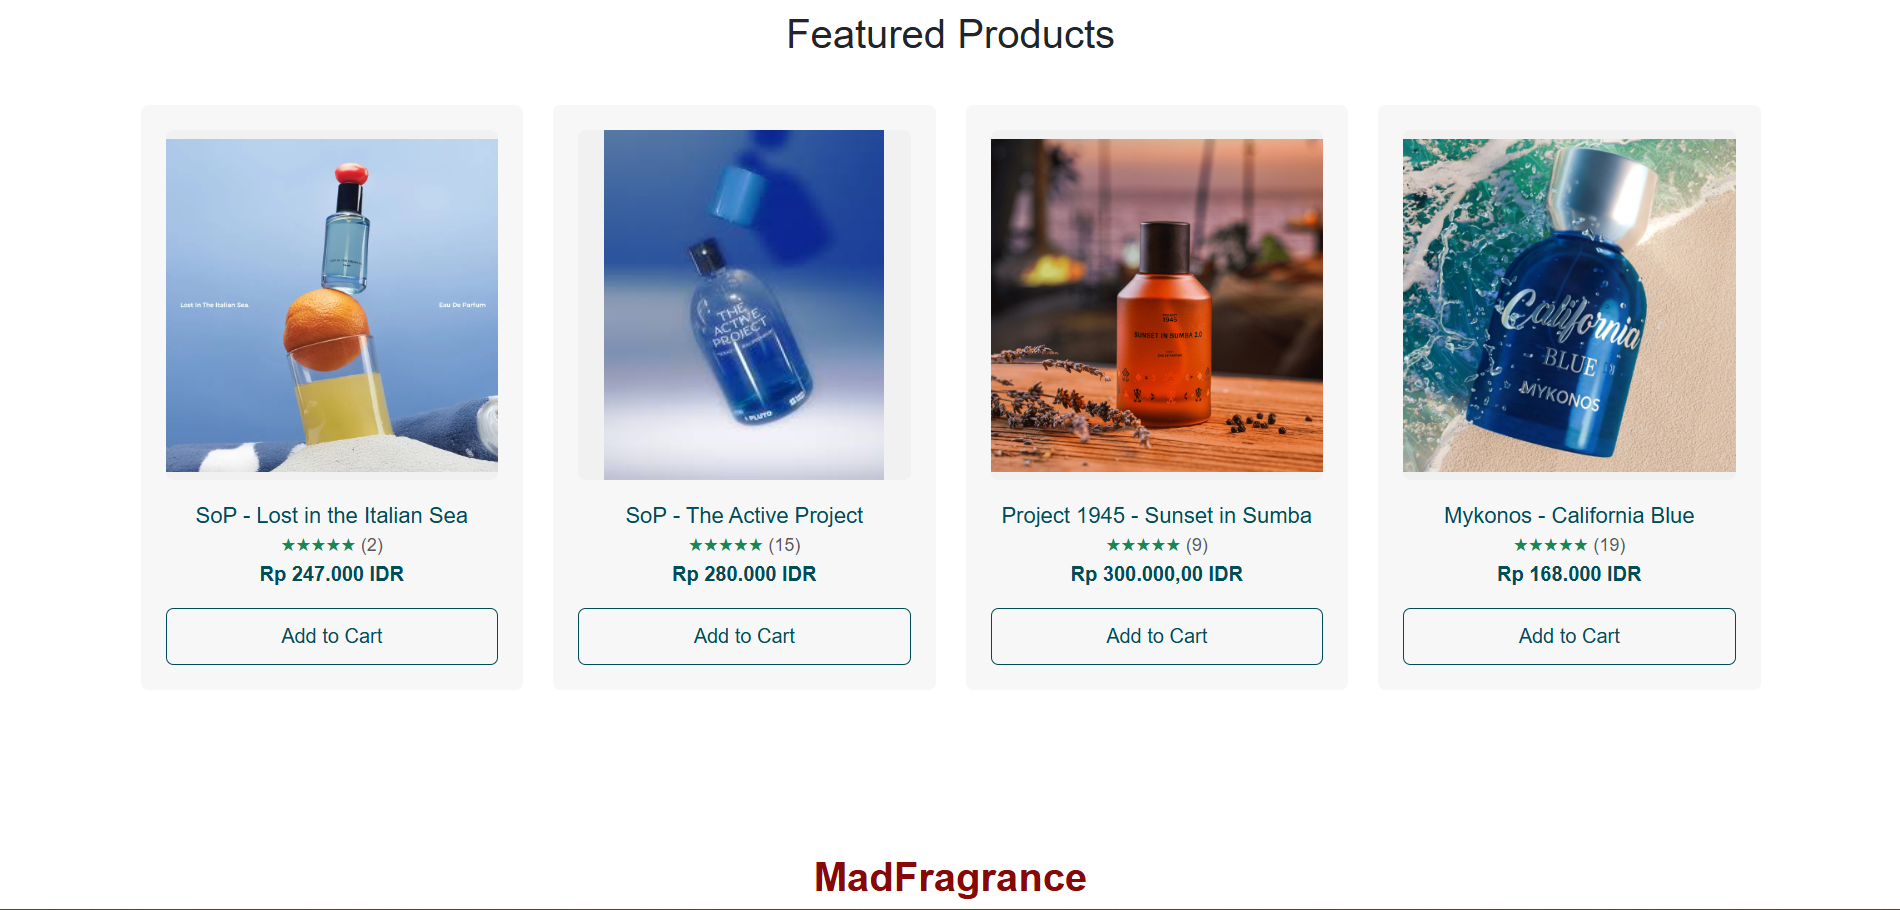 Featured Products
Lost In The Italian Sea.
Eau De Parfum
THE
ACTIVE
PROJECT
PLUTO
1945
SUNSET IN SUMBA 2.0
California
BLUE
MYKONOS
SoP - Lost in the Italian Sea
★★★★★ (2)
Rp 247.000 IDR
Add to Cart
SoP - The Active Project
★★★★★ (15)
Rp 280.000 IDR
Add to Cart
Project 1945 - Sunset in Sumba
★★★★★ (9)
Rp 300.000,00 IDR
Add to Cart
Mykonos - California Blue
★★★★★ (19)
Rp 168.000 IDR
Add to Cart
MadFragrance